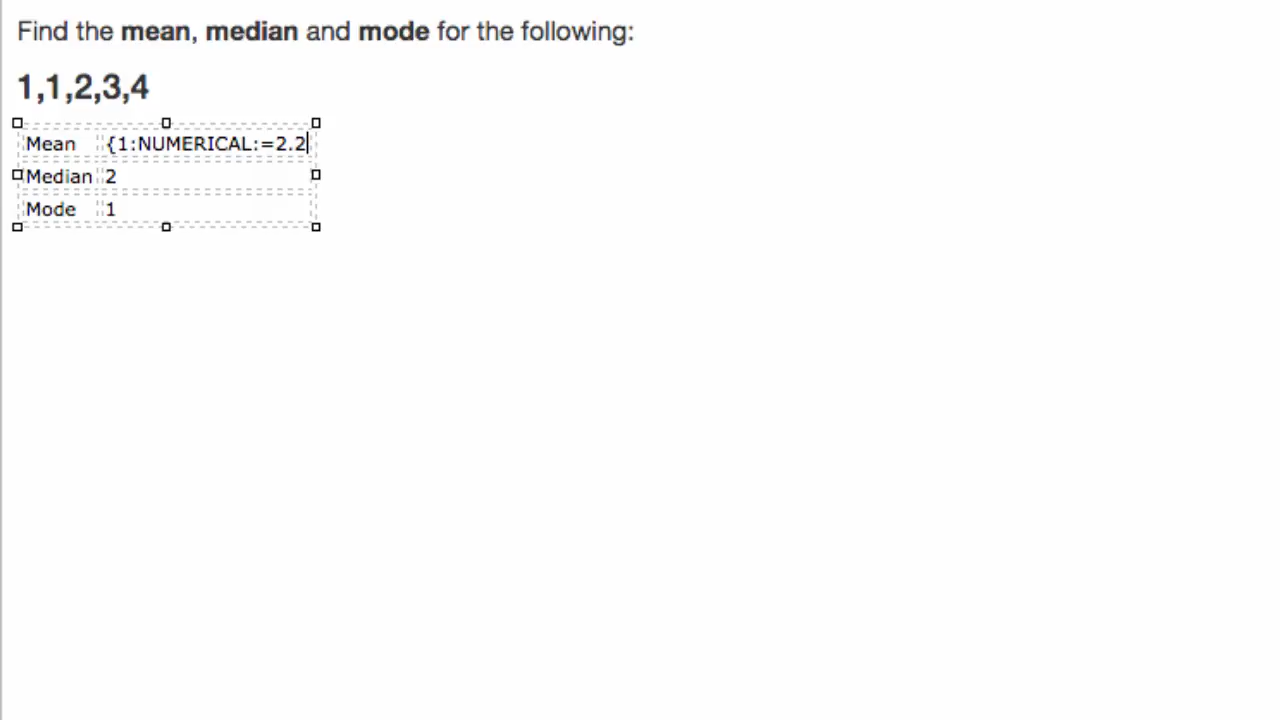 Find the mean, median and mode for the following:
1,1,2,3,4
Mean {1:NUMERICAL:=2.2
Median 2
Mode 1